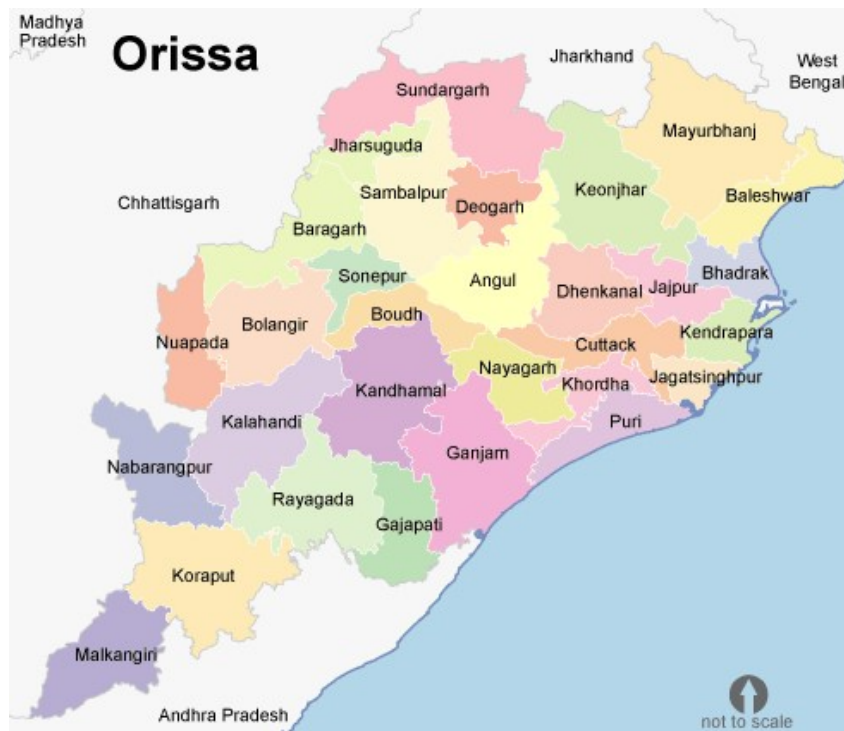 Madhya
Pradesh
Orissa
Jharkhand
West
Bengal
Sundargarh
Mayurbhanj
Jharsuguda
Sambalpur
Deogarh
Keonjhar
Baleshwar
Chhattisgarh
Baragarh
Sonepur
Angul
Bhadrak
Dhenkanal
Jajpur
Nuapada
Bolangir
Boudh
Cuttack
Kendrapara
Nayagarh
Khordha
Jagatsinghpur
Kandhamal
Kalahandi
Puri
Ganjam
Nabarangpur
Rayagada
Gajapati
Koraput
Malkangiri
Andhra Pradesh
not to scale